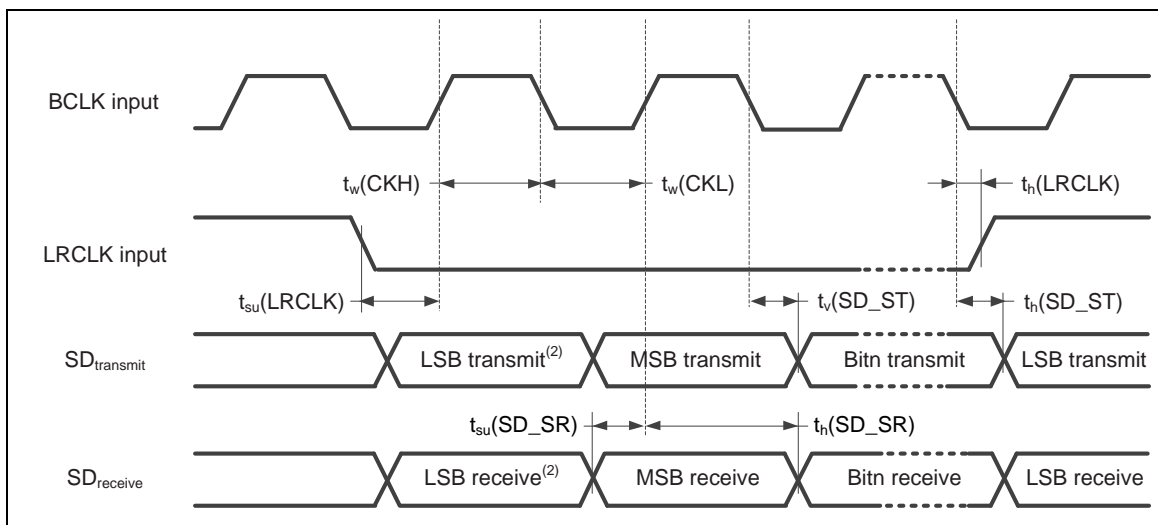 BCLK input
tw(CKH)
tw(CKL)
th(LRCLK)
LRCLK input
tsu(LRCLK)
tv(SD_ST)
th(SD_ST)
SDtransmit
LSB transmit(2)
MSB transmit
Bitn transmit
LSB transmit
tsu(SD_SR)
th(SD_SR)
SDreceive
LSB receive(2)
MSB receive
Bitn receive
LSB receive